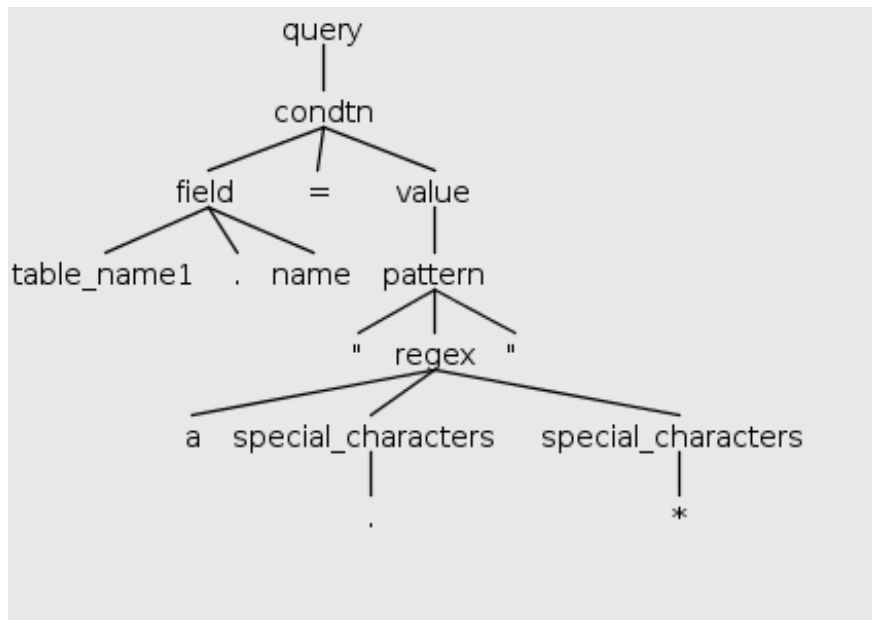 query
condtn
field = value
table_name1 . name pattern
" regex "
a special_characters special_characters
. *